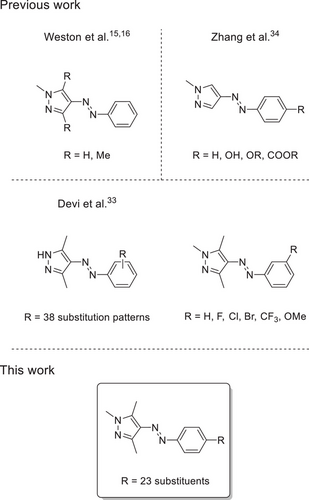 Previous work
Weston et al.15,16
Zhang et al.34
R
N
N
N
N
R
R = H, Me
N
N
N
N
R
R = H, OH, OR, COOR
Devi et al.33
HN
N
N
N
R
R = 38 substitution patterns
N
N
N
N
R
R = H, F, Cl, Br, CF3, OMe
This work
N
N
N
N
R
R = 23 substituents